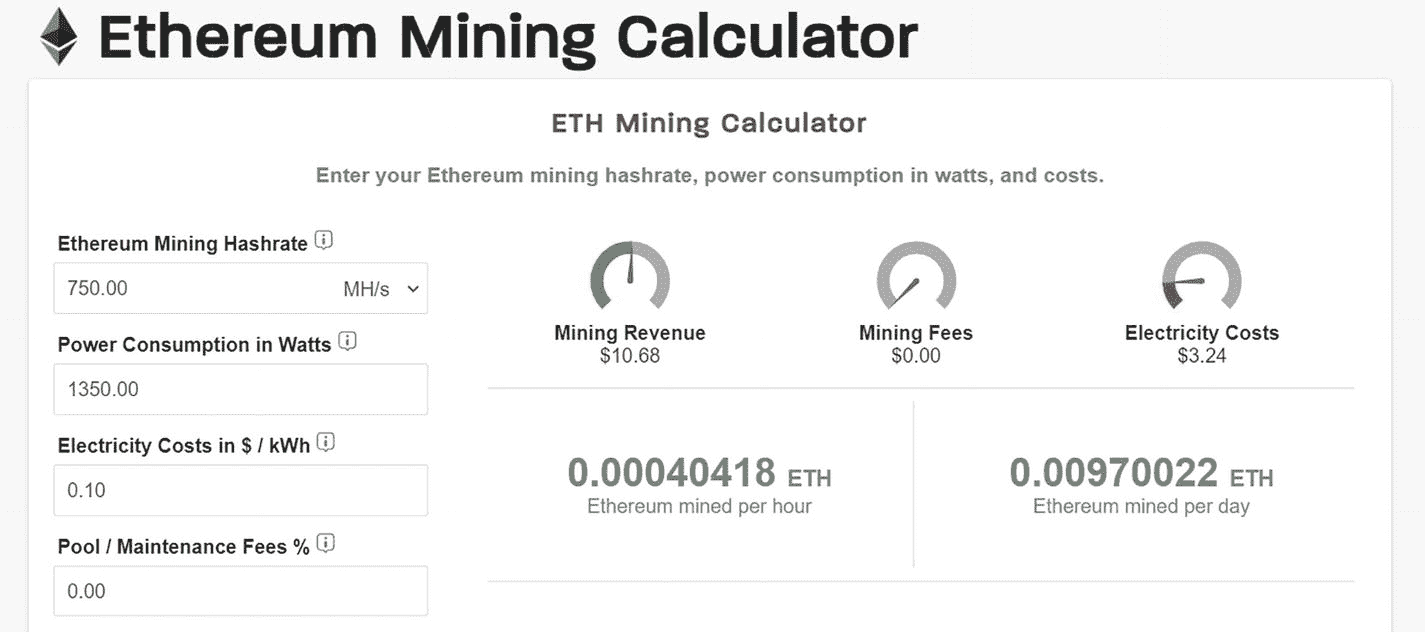 Ethereum Mining Calculator
ETH Mining Calculator
Enter your Ethereum mining hashrate, power consumption in watts, and costs.
Ethereum Mining Hashrate
750.00 MH/s
Power Consumption in Watts
1350.00
Electricity Costs in $ / kWh
0.10
Pool / Maintenance Fees %
0.00
Mining Revenue
$10.68
Mining Fees
$0.00
Electricity Costs
$3.24
0.00040418 ETH
Ethereum mined per hour
0.00970022 ETH
Ethereum mined per day